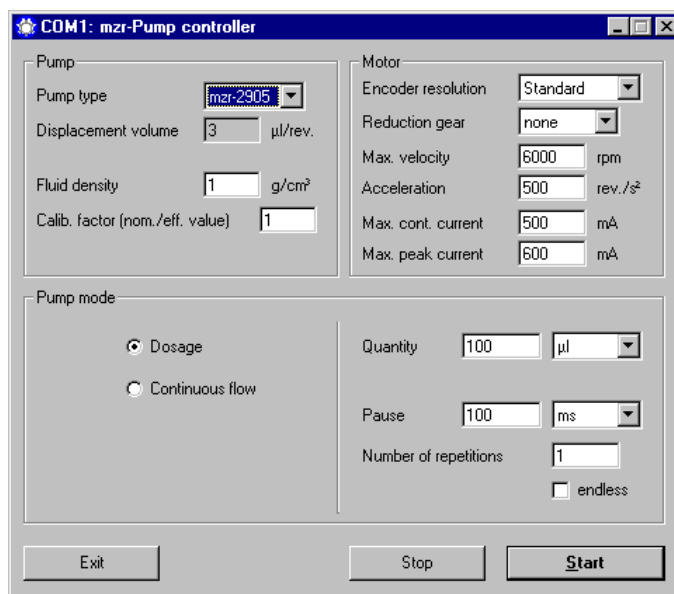 COM1: mzr-Pump controller
Pump
Pump type mzr-2905
Displacement volume 3 µl/rev.
Fluid density 1 g/cm³
Calib. factor (nom./eff. value) 1
Motor
Encoder resolution Standard
Reduction gear none
Max. velocity 6000 rpm
Acceleration 500 rev./s²
Max. cont. current 500 mA
Max. peak current 600 mA
Pump mode
Dosage
Continuous flow
Quantity 100 µl
Pause 100 ms
Number of repetitions 1
endless
Exit Stop Start